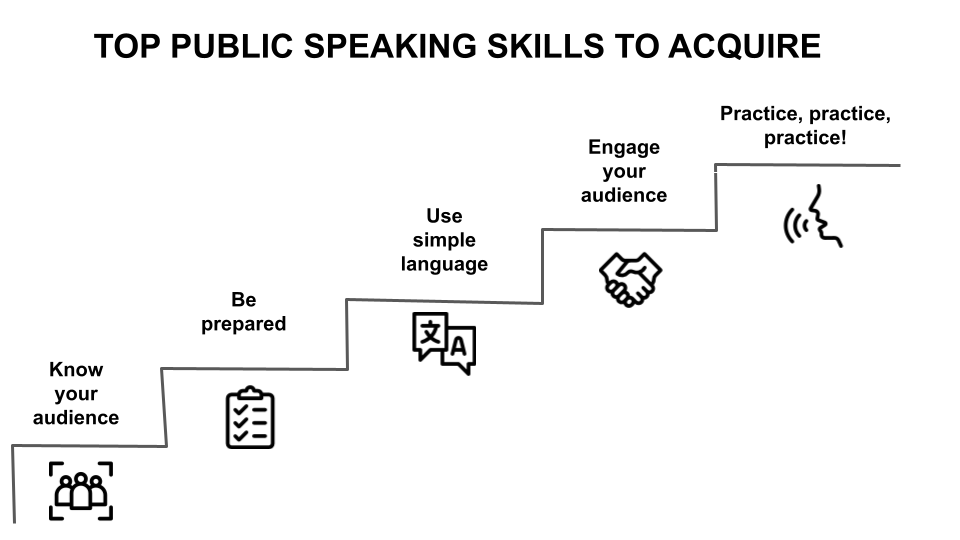 TOP PUBLIC SPEAKING SKILLS TO ACQUIRE
Know
your
audience
Be
prepared
Use
simple
language
文
A
Engage
your
audience
Practice, practice,
practice!